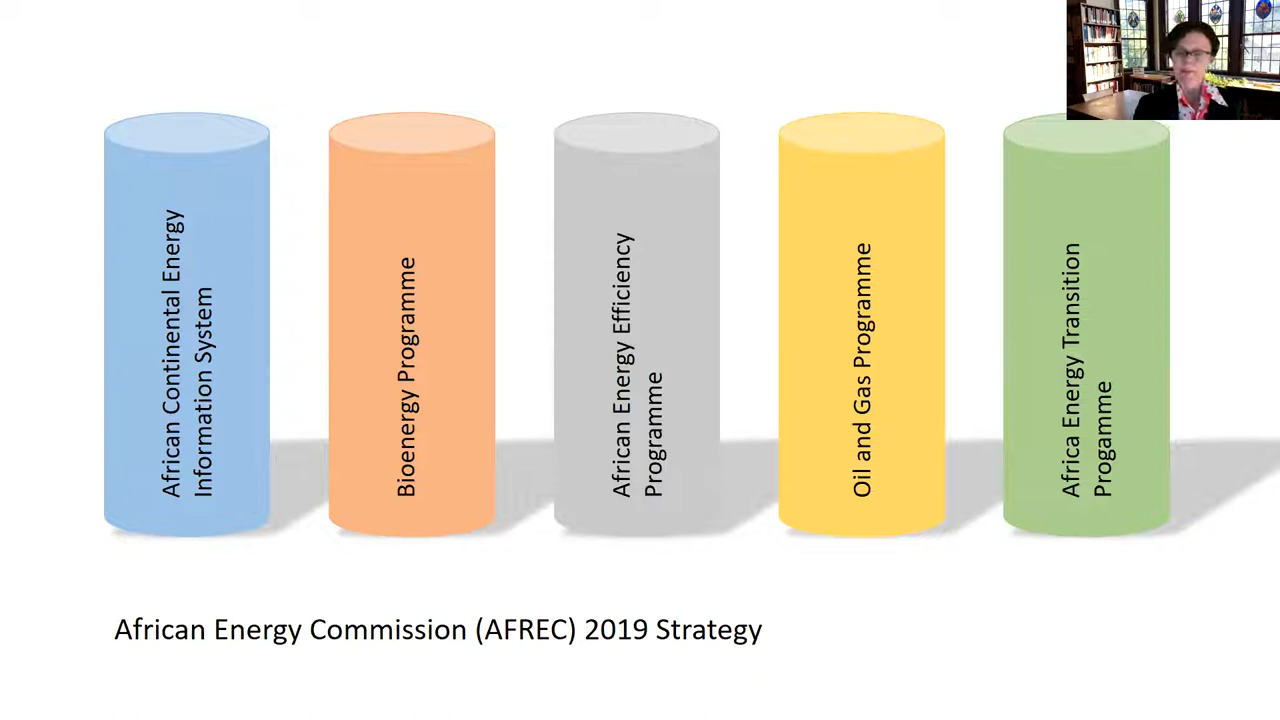 African Continental Energy
Information System
Bioenergy Programme
African Energy Efficiency
Programme
Oil and Gas Programme
Africa Energy Transition
Progamme
African Energy Commission (AFREC) 2019 Strategy